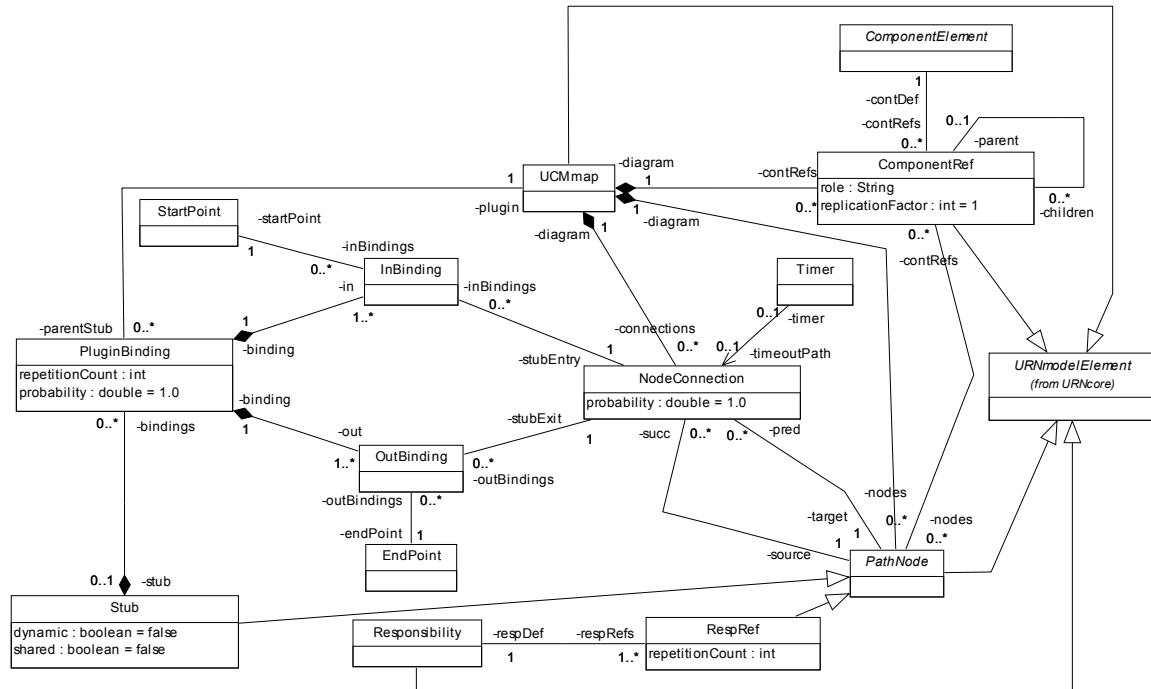 ComponentElement
1
-contDef
-contRefs
0..*
0..1
-parent
ComponentRef
role : String
replicationFactor : int = 1
0..*
-children
-diagram
1
-contRefs
0..*
UCMmap
1
-plugin
1
-diagram
-diagram
1
0..*
-contRefs
StartPoint
-startPoint
1
-inBindings
0..*
InBinding
-inBindings
0..*
-in
1..*
Timer
0..1
-timer
-connections
0..*
0..1
-timeoutPath
-parentStub
0..*
PluginBinding
repetitionCount : int
probability : double = 1.0
1
-binding
-stubEntry
1
NodeConnection
probability : double = 1.0
URNmodelElement
(from URNcore)
-binding
1
0..*
-bindings
-out
1..*
OutBinding
-stubExit
1
0..*
-outBindings
-succ
0..*
0..*
-pred
-outBindings
0..*
-endPoint
1
EndPoint
-nodes
0..*
-target
1
1
-nodes
0..*
-source
PathNode
0..1
-stub
Stub
dynamic : boolean = false
shared : boolean = false
Responsibility
-respDef
1
-respRefs
1..*
RespRef
repetitionCount : int